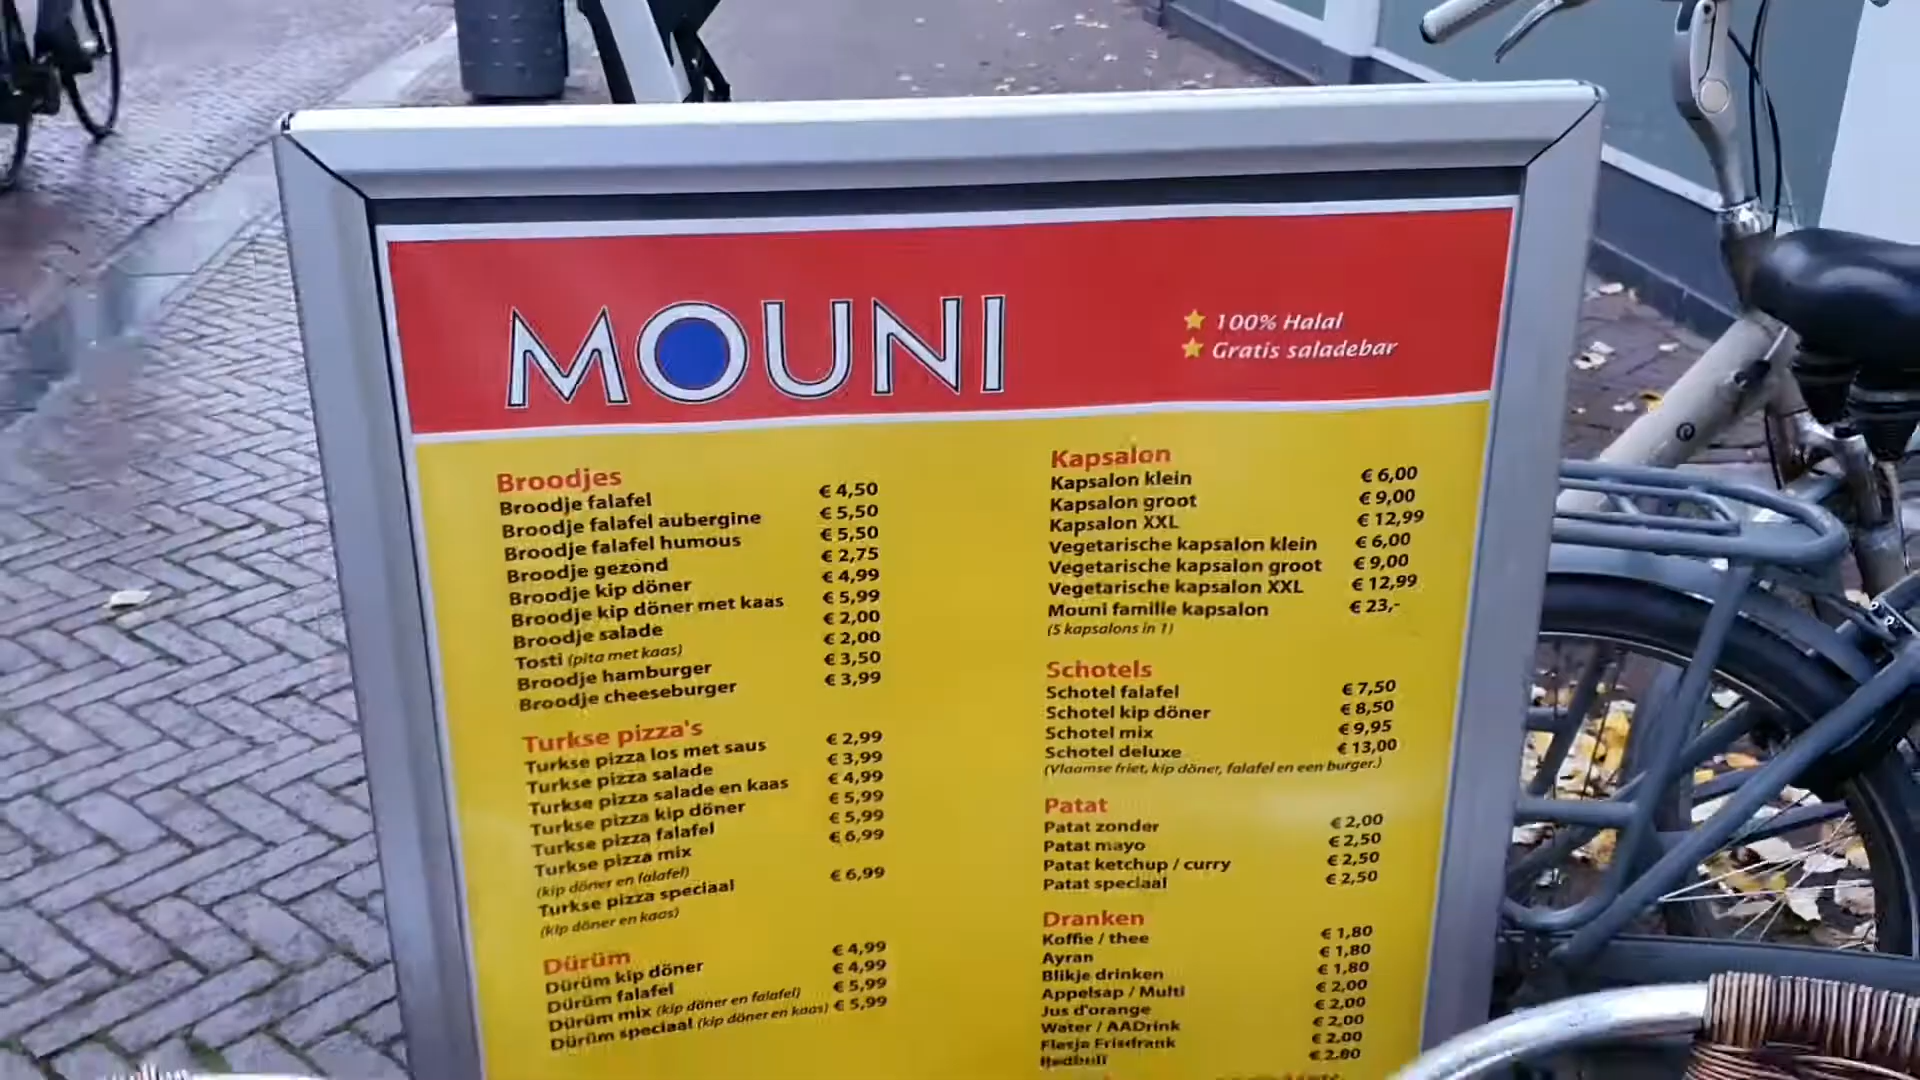 MOUNI
100% Halal
Gratis saladebar
Broodjes
Broodje falafel € 4,50
Broodje falafel aubergine € 5,50
Broodje falafel humous € 5,50
Broodje gezond € 2,75
Broodje kip döner € 4,99
Broodje kip döner met kaas € 5,99
Broodje salade € 2,00
Tosti (pita met kaas) € 2,00
Broodje hamburger € 3,50
Broodje cheeseburger € 3,99
Turkse pizza's
Turkse pizza los met saus € 2,99
Turkse pizza salade € 3,99
Turkse pizza salade en kaas € 4,99
Turkse pizza kip döner € 5,99
Turkse pizza falafel € 5,99
Turkse pizza mix € 6,99
(kip döner en falafel)
Turkse pizza speciaal € 6,99
(kip döner en kaas)
Dürüm
Dürüm kip döner € 4,99
Dürüm falafel € 4,99
Dürüm mix (kip döner en falafel) € 5,99
Dürüm speciaal (kip döner en kaas) € 5,99
Kapsalon
Kapsalon klein € 6,00
Kapsalon groot € 9,00
Kapsalon XXL € 12,99
Vegetarische kapsalon klein € 6,00
Vegetarische kapsalon groot € 9,00
Vegetarische kapsalon XXL € 12,99
Mouni familie kapsalon € 23,-
(5 kapsalons in 1)
Schotels
Schotel falafel € 7,50
Schotel kip döner € 8,50
Schotel mix € 9,95
Schotel deluxe € 13,00
(Vlaamse friet, kip döner, falafel en een burger.)
Patat
Patat zonder € 2,00
Patat mayo € 2,50
Patat ketchup / curry € 2,50
Patat speciaal € 2,50
Dranken
Koffie / thee € 1,80
Ayran € 1,80
Blikje drinken € 1,80
Appelsap / Multi € 2,00
Jus d'orange € 2,00
Water / AADrink € 2,00
Flesje Frisdrank € 2,00
Redbull € 2.80